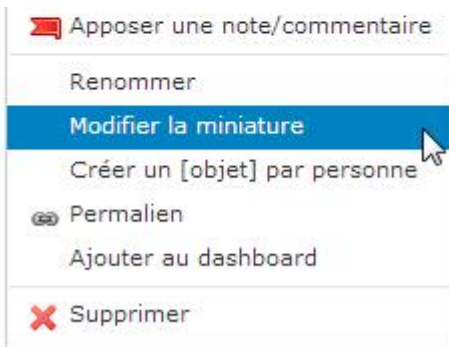 Apposer une note/commentaire
Renommer
Modifier la miniature
Créer un [objet] par personne
Permalien
Ajouter au dashboard
Supprimer